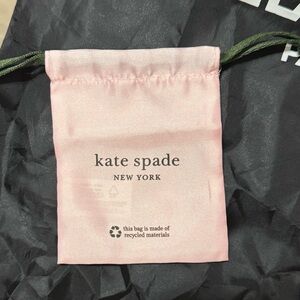 kate spade
NEW YORK
this bag is made of
recycled materials